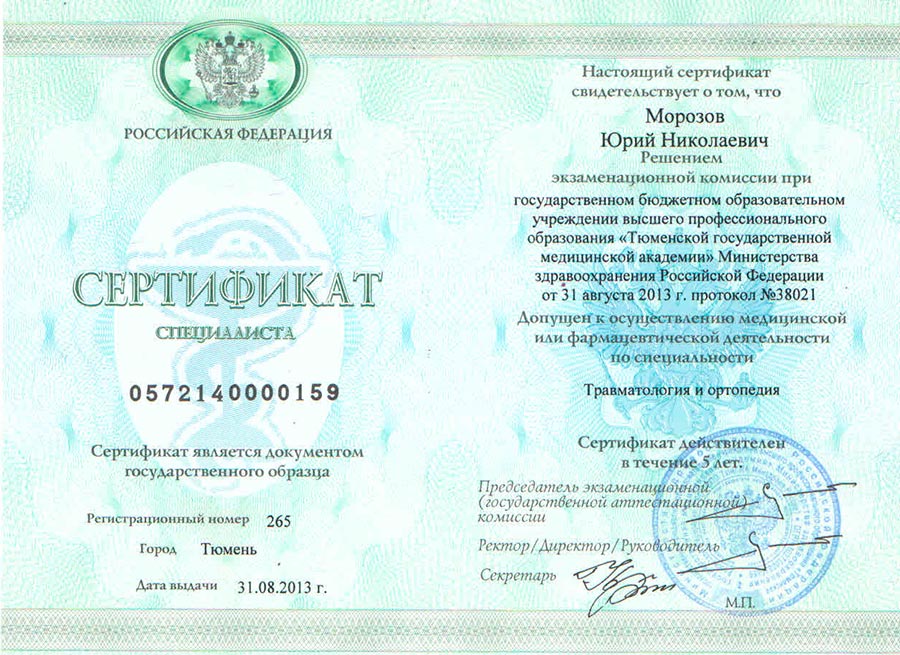 РОССИЙСКАЯ ФЕДЕРАЦИЯ
СЕРТИФИКАТ
СПЕЦИАЛИСТА
0572140000159
Сертификат является документом
государственного образца
Регистрационный номер 265
Город Тюмень
Дата выдачи 31.08.2013 г.
Настоящий сертификат
свидетельствует о том, что
Морозов
Юрий Николаевич
Решением
экзаменационной комиссии при
государственном бюджетном образовательном
учреждении высшего профессионального
образования «Тюменской государственной
медицинской академии» Министерства
здравоохранения Российской Федерации
от 31 августа 2013 г. протокол №38021
Допущен к осуществлению медицинской
или фармацевтической деятельности
по специальности
Травматология и ортопедия
Сертификат действителен
в течение 5 лет.
Председатель экзаменационной
(государственной аттестационной)
комиссии
Ректор/Директор/Руководитель
Секретарь
М.П.